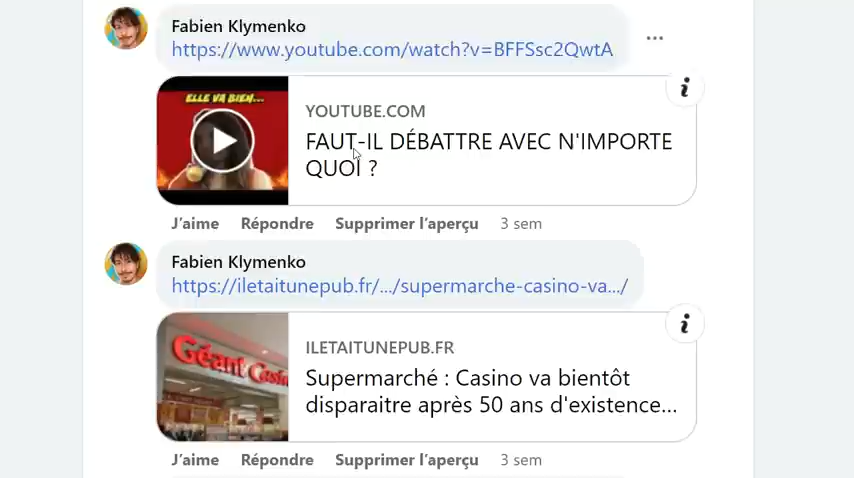 Fabien Klymenko
https://www.youtube.com/watch?v=BFFSsc2QwtA
ELLE VA BIEN...
YOUTUBE.COM
FAUT-IL DÉBATTRE AVEC N'IMPORTE
QUOI ?
J'aime Répondre Supprimer l'aperçu 3 sem
Fabien Klymenko
https://iletaitunepub.fr/.../supermarche-casino-va.../
Géant Casin
ILETAITUNEPUB.FR
Supermarché : Casino va bientôt
disparaitre après 50 ans d'existence...
J'aime Répondre Supprimer l'aperçu 3 sem